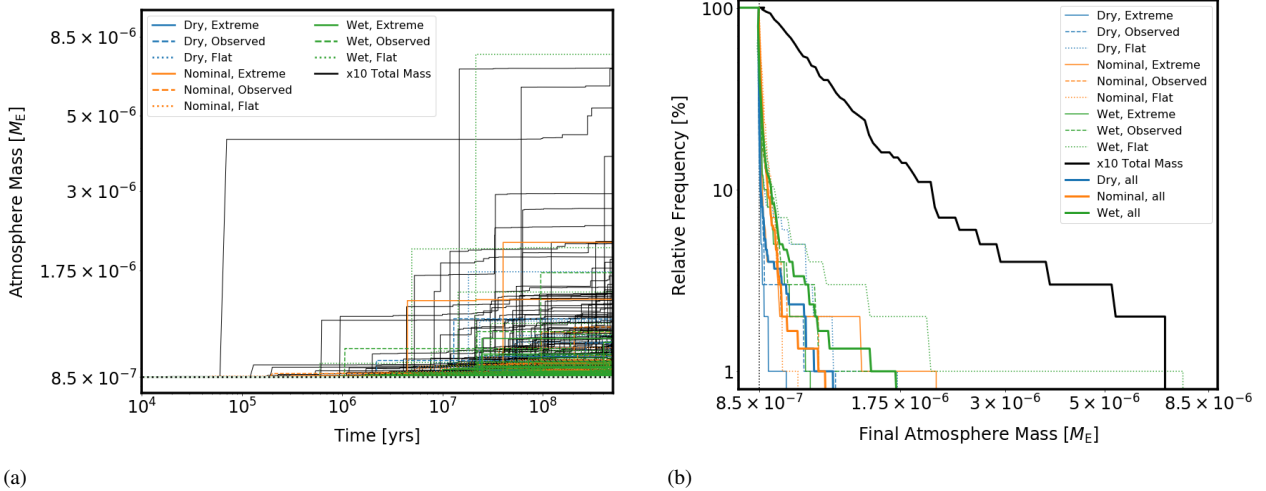 8.5 × 10⁻⁶
5 × 10⁻⁶
3 × 10⁻⁶
1.75 × 10⁻⁶
8.5 × 10⁻⁷
Atmosphere Mass [M_E]
Dry, Extreme
Dry, Observed
Dry, Flat
Nominal, Extreme
Nominal, Observed
Nominal, Flat
Wet, Extreme
Wet, Observed
Wet, Flat
x10 Total Mass
10⁴ 10⁵ 10⁶ 10⁷ 10⁸
Time [yrs]
(a)
100
10
1
Relative Frequency [%]
Dry, Extreme
Dry, Observed
Dry, Flat
Nominal, Extreme
Nominal, Observed
Nominal, Flat
Wet, Extreme
Wet, Observed
Wet, Flat
x10 Total Mass
Dry, all
Nominal, all
Wet, all
8.5 × 10⁻⁷ 1.75 × 10⁻⁶ 3 × 10⁻⁶ 5 × 10⁻⁶ 8.5 × 10⁻⁶
Final Atmosphere Mass [M_E]
(b)